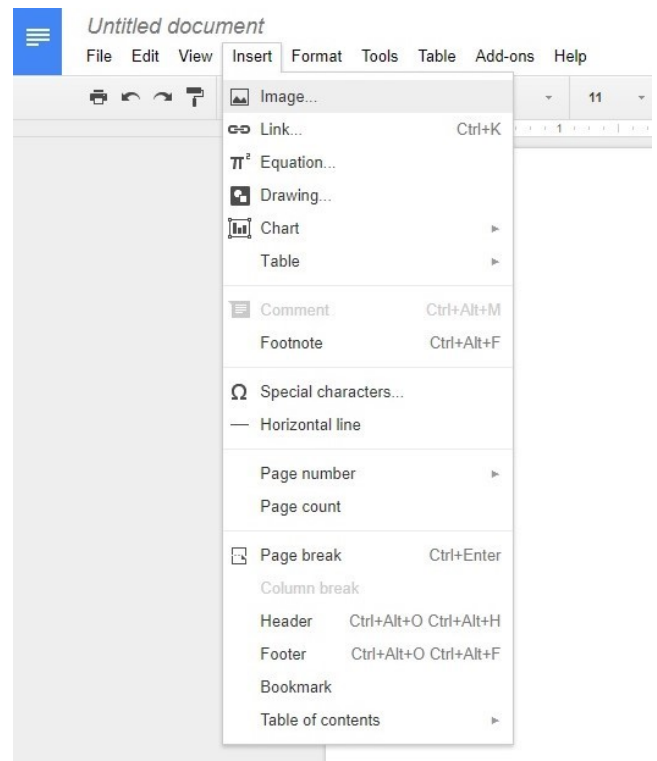 Untitled document
File Edit View Insert Format Tools Table Add-ons Help
11
Image...
1
Link... Ctrl+K
π² Equation...
Drawing...
Chart
Table
Comment Ctrl+Alt+M
Footnote Ctrl+Alt+F
Ω Special characters...
Horizontal line
Page number
Page count
Page break Ctrl+Enter
Column break
Header Ctrl+Alt+O Ctrl+Alt+H
Footer Ctrl+Alt+O Ctrl+Alt+F
Bookmark
Table of contents